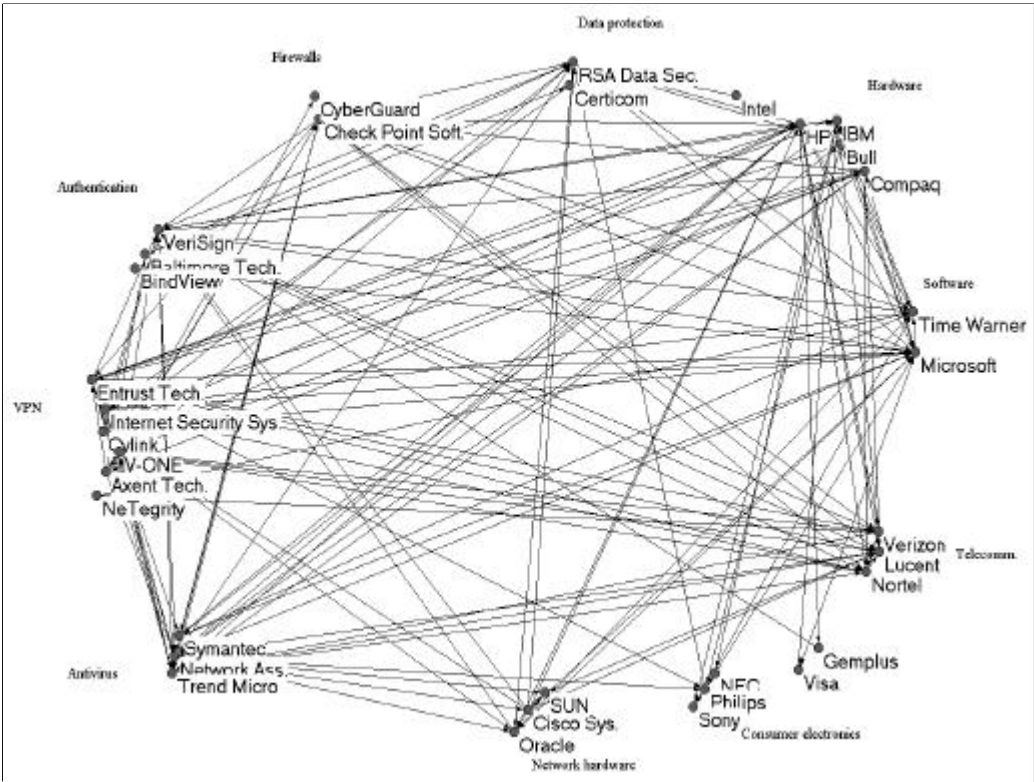 Data protection
Firewalls
RSA Data Sec.
Certicom
Intel
Hardware
CyberGuard
Check Point Soft.
HP
IBM
Bull
Compaq
Authentication
VeriSign
Baltimore Tech.
BindView
Software
Time Warner
Microsoft
VPN
Entrust Tech.
Internet Security Sys.
Cylink
V-ONE
Axent Tech.
NeTegrity
Verizon
Lucent
Nortel
Telecomm.
Antivirus
Symantec
Network Ass.
Trend Micro
Gemplus
Visa
NEC
Philips
Sony
Consumer electronics
SUN
Cisco Sys.
Oracle
Network hardware